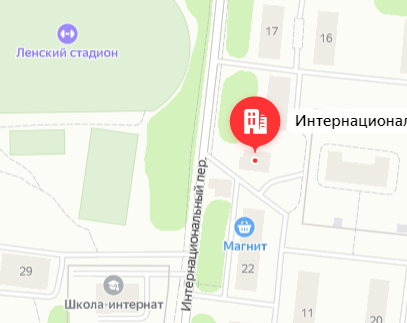 17
16
Ленский стадион
Интернационал
Интернациональный пер.
Магнит
22
29
Школа-интернат
11
20